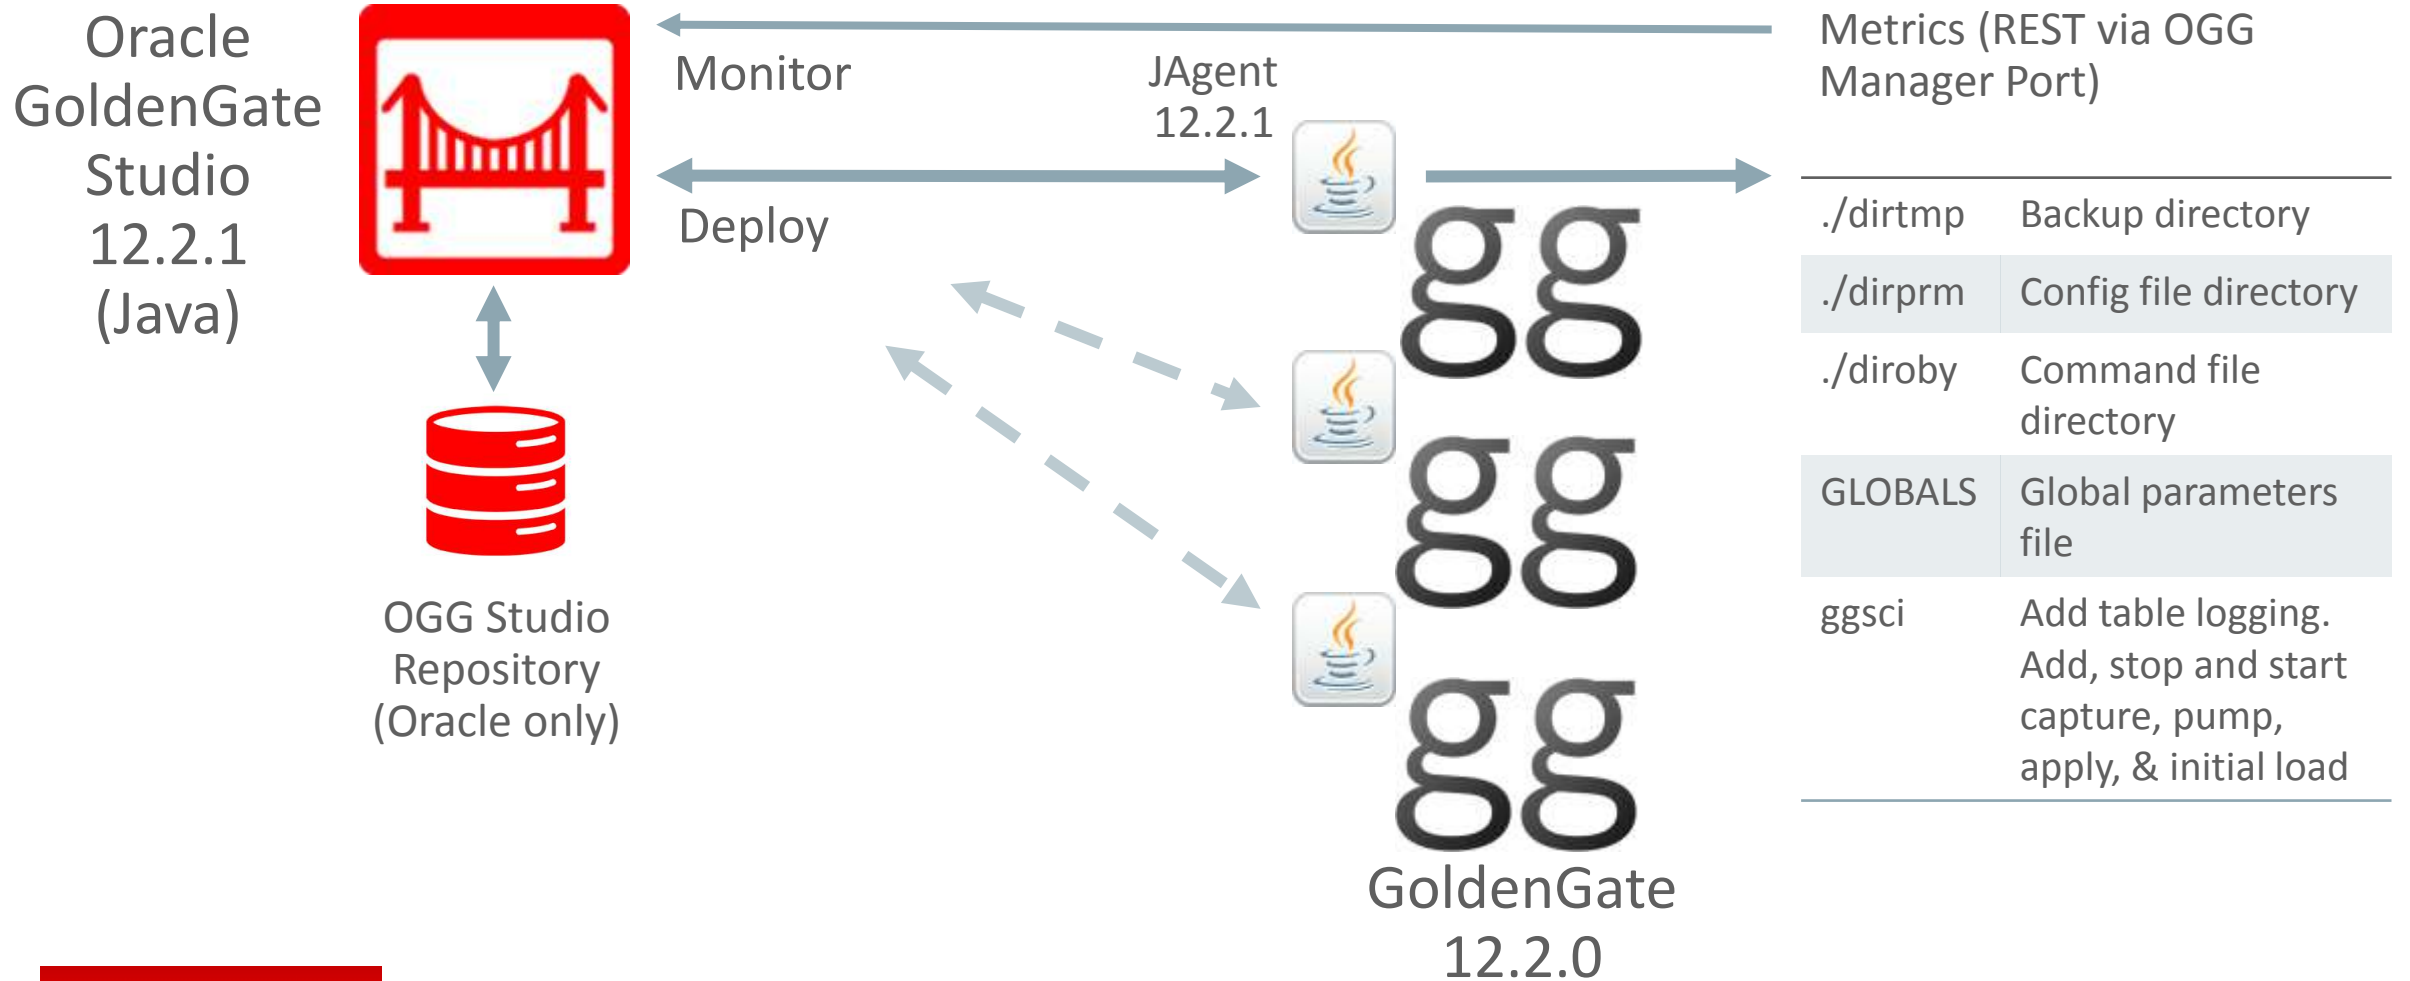 Oracle
GoldenGate
Studio
12.2.1
(Java)
Monitor
Deploy
OGG Studio
Repository
(Oracle only)
JAgent
12.2.1
gg
gg
gg
GoldenGate
12.2.0
Metrics (REST via OGG
Manager Port)
./dirtmp Backup directory
./dirprm Config file directory
./diroby Command file
directory
GLOBALS Global parameters
file
ggsci Add table logging.
Add, stop and start
capture, pump,
apply, & initial load